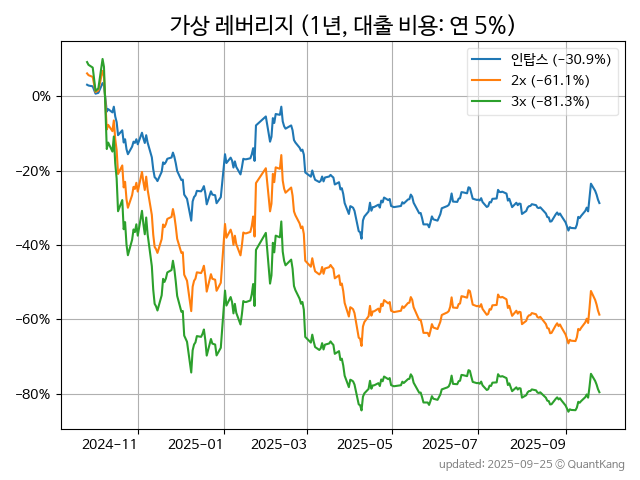 가상 레버리지 (1년, 대출 비용: 연 5%)
인탑스 (−30.9%)
2x (−61.1%)
3x (−81.3%)
0%
−20%
−40%
−60%
−80%
2024-11
2025-01
2025-03
2025-05
2025-07
2025-09
updated: 2025-09-25 © QuantKang